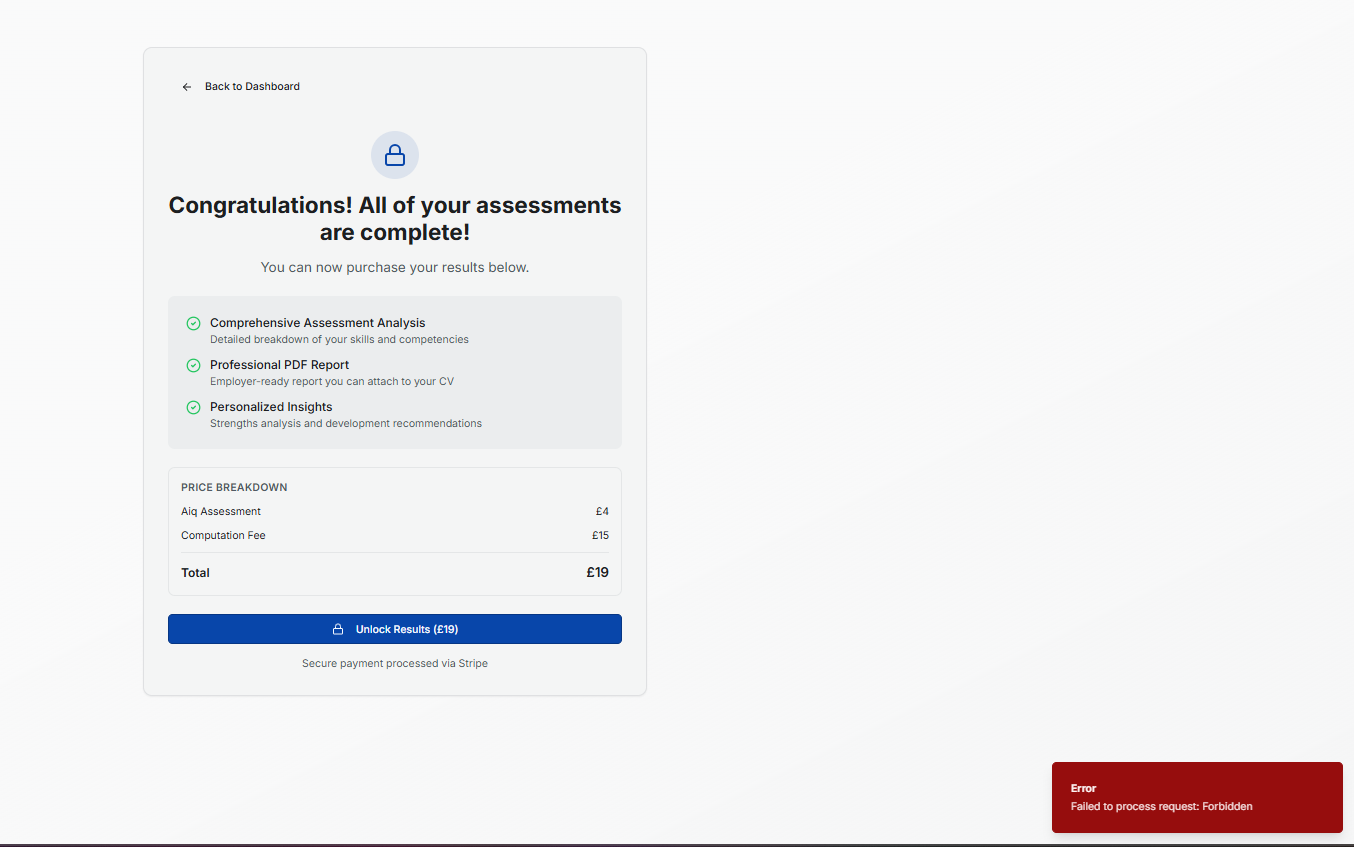 Back to Dashboard
Congratulations! All of your assessments
are complete!
You can now purchase your results below.
Comprehensive Assessment Analysis
Detailed breakdown of your skills and competencies
Professional PDF Report
Employer-ready report you can attach to your CV
Personalized Insights
Strengths analysis and development recommendations
PRICE BREAKDOWN
Aiq Assessment £4
Computation Fee £15
Total £19
Unlock Results (£19)
Secure payment processed via Stripe
Error
Failed to process request: Forbidden